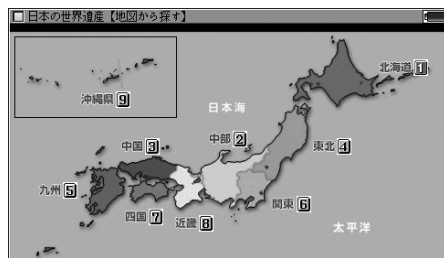 日本の世界遺産【地図から探す】
北海道 1
沖縄県 9
日本海
中部 2
中国 3
東北 4
九州 5
関東 6
四国 7
近畿 8
太平洋